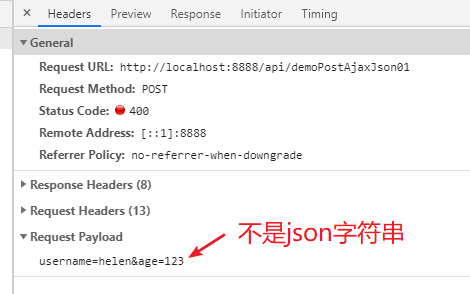 Headers Preview Response Initiator Timing
General
Request URL: http://localhost:8888/api/demoPostAjaxJson01
Request Method: POST
Status Code: 400
Remote Address: [::1]:8888
Referrer Policy: no-referrer-when-downgrade
Response Headers (8)
Request Headers (13)
Request Payload
不是json字符串
username=helen&age=123